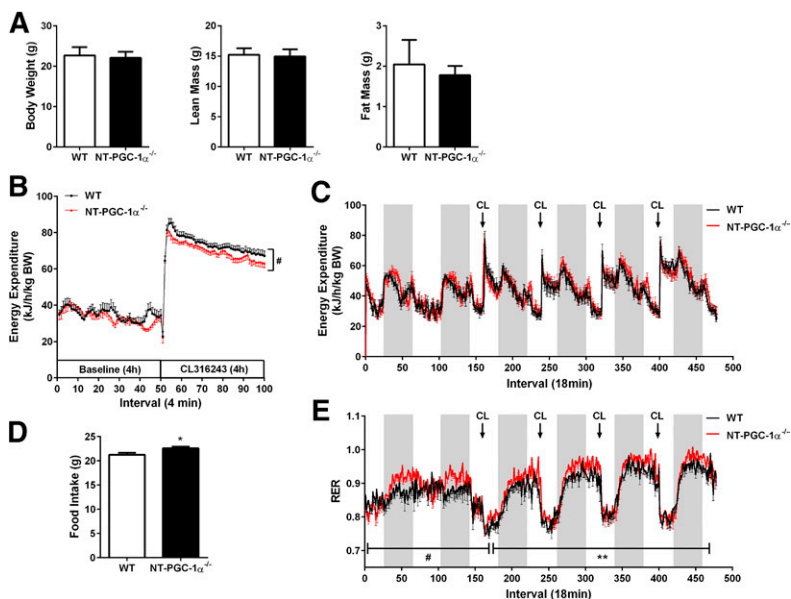 A
Body Weight (g)
30
20
10
0
WT NT-PGC-1α-/-
Lean Mass (g)
20
15
10
5
0
WT NT-PGC-1α-/-
Fat Mass (g)
3
2
1
0
WT NT-PGC-1α-/-
B
WT
NT-PGC-1α-/-
Energy Expenditure
(kJ/h/kg BW)
100
80
60
40
20
0
#
Baseline (4h) CL316243 (4h)
0 10 20 30 40 50 60 70 80 90 100
Interval (4 min)
C
CL CL CL CL
WT
NT-PGC-1α-/-
Energy Expenditure
(kJ/h/kg BW)
100
80
60
40
20
0
0 50 100 150 200 250 300 350 400 450 500
Interval (18min)
D
Food Intake (g)
25
20
15
10
5
0
*
WT NT-PGC-1α-/-
E
CL CL CL CL
WT
NT-PGC-1α-/-
RER
1.1
1.0
0.9
0.8
0.7
# **
0 50 100 150 200 250 300 350 400 450 500
Interval (18min)